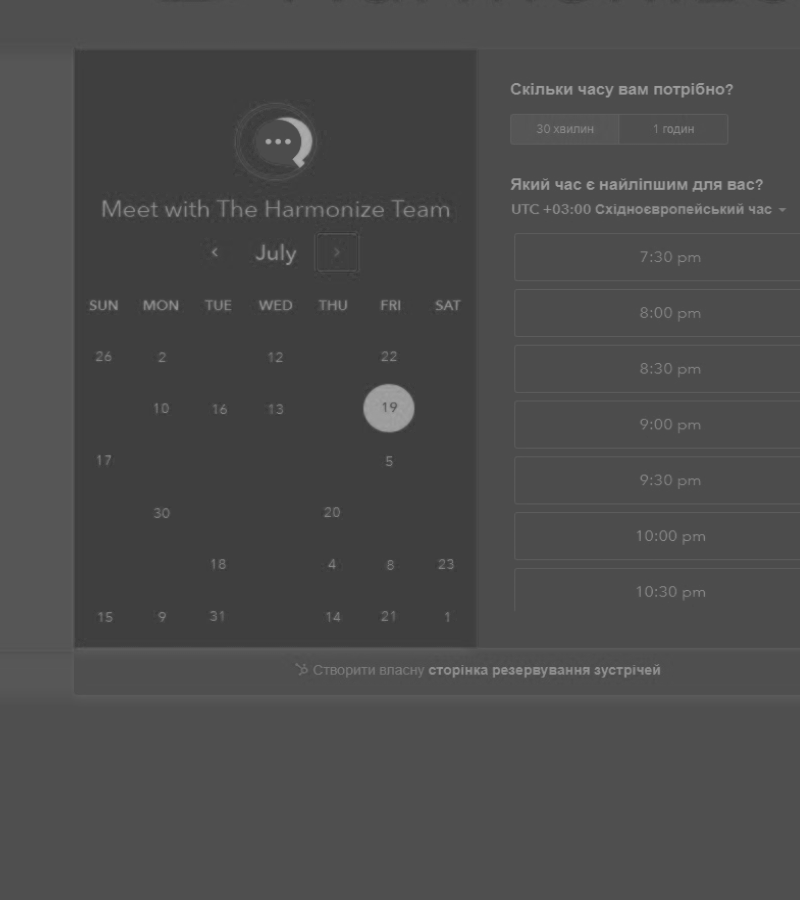 Meet with The Harmonize Team
July
SUN MON TUE WED THU FRI SAT
26 2 12 22
10 16 13 19
17 5
30 20
18 4 8 23
15 9 31 14 21 1
Скільки часу вам потрібно?
30 хвилин 1 годин
Який час є найліпшим для вас?
UTC +03:00 Східноєвропейський час
7:30 pm
8:00 pm
8:30 pm
9:00 pm
9:30 pm
10:00 pm
10:30 pm
Створити власну сторінка резервування зустрічей